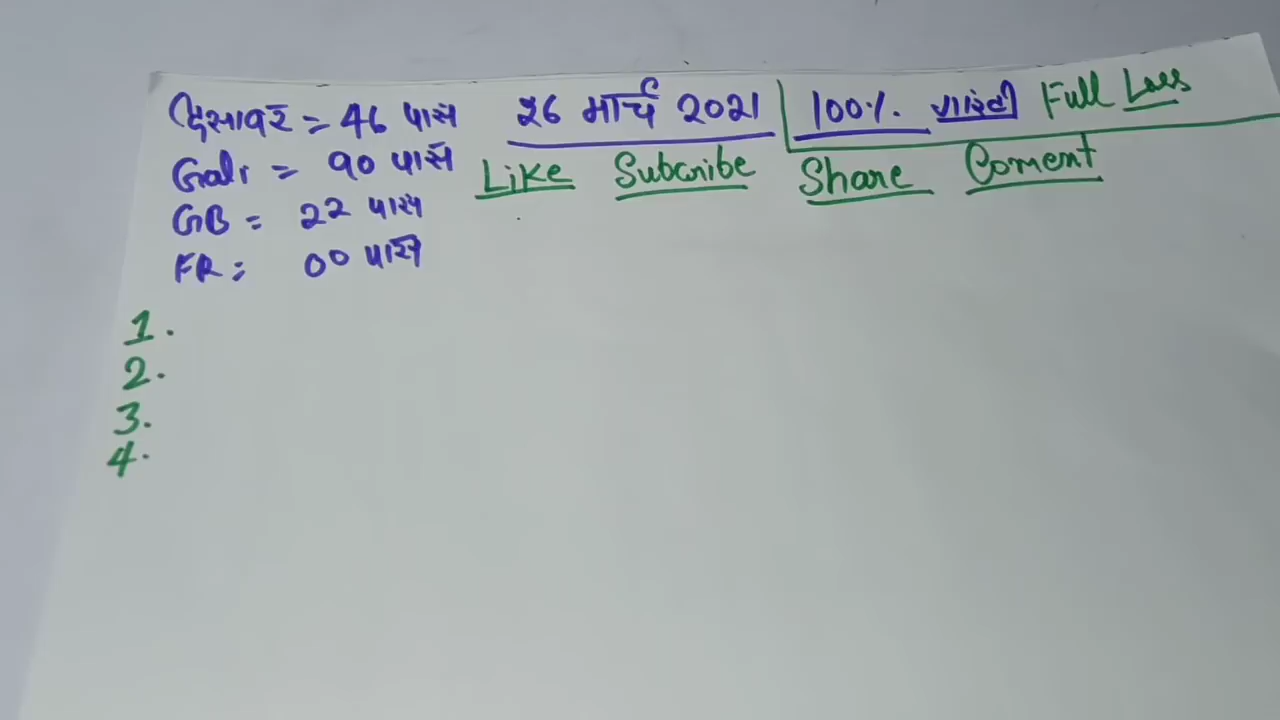 दिसावर = 46 पास
26 मार्च 2021
100% गारंटी Full Loss
Gali = 90 पास
Like Subcribe Share Coment
GB = 22 पास
FR = 00 पास
1.
2.
3.
4.